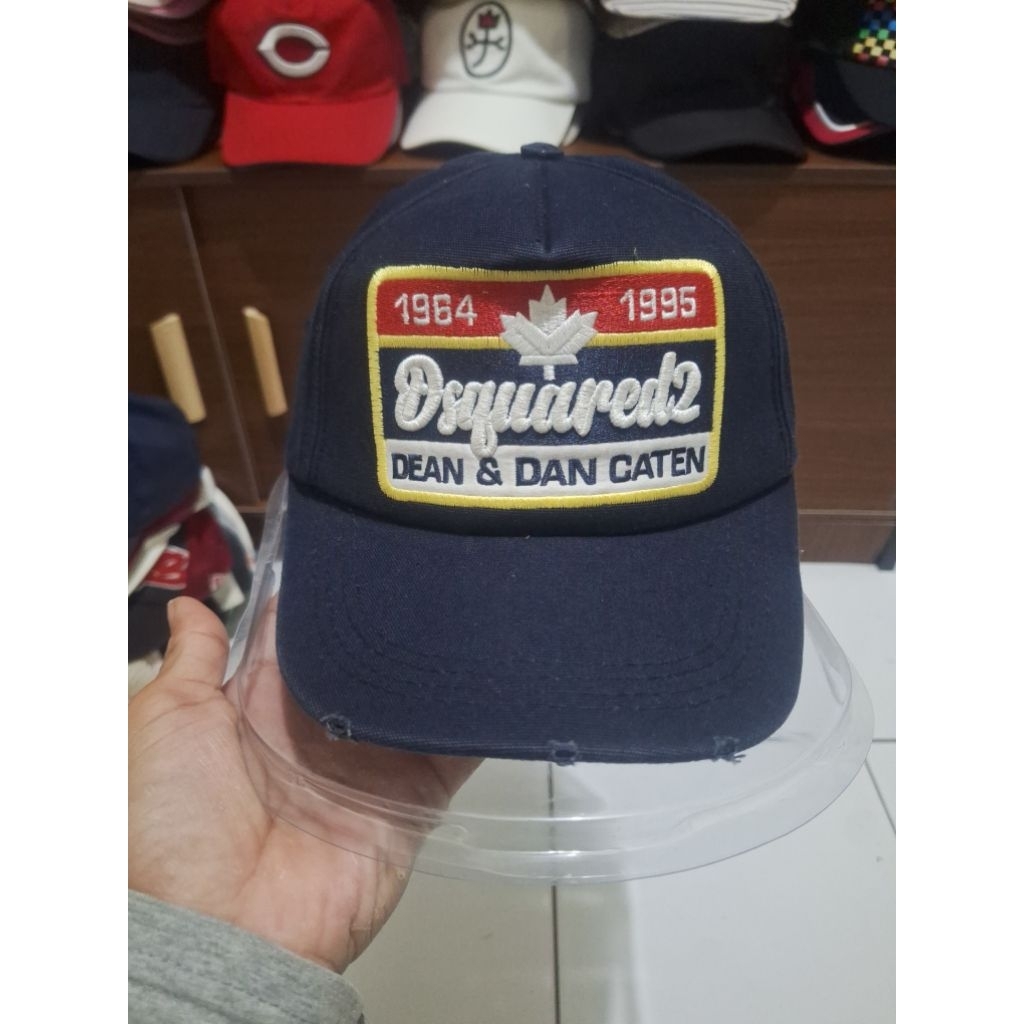 1964 1995
Dsquared2
DEAN & DAN CATEN